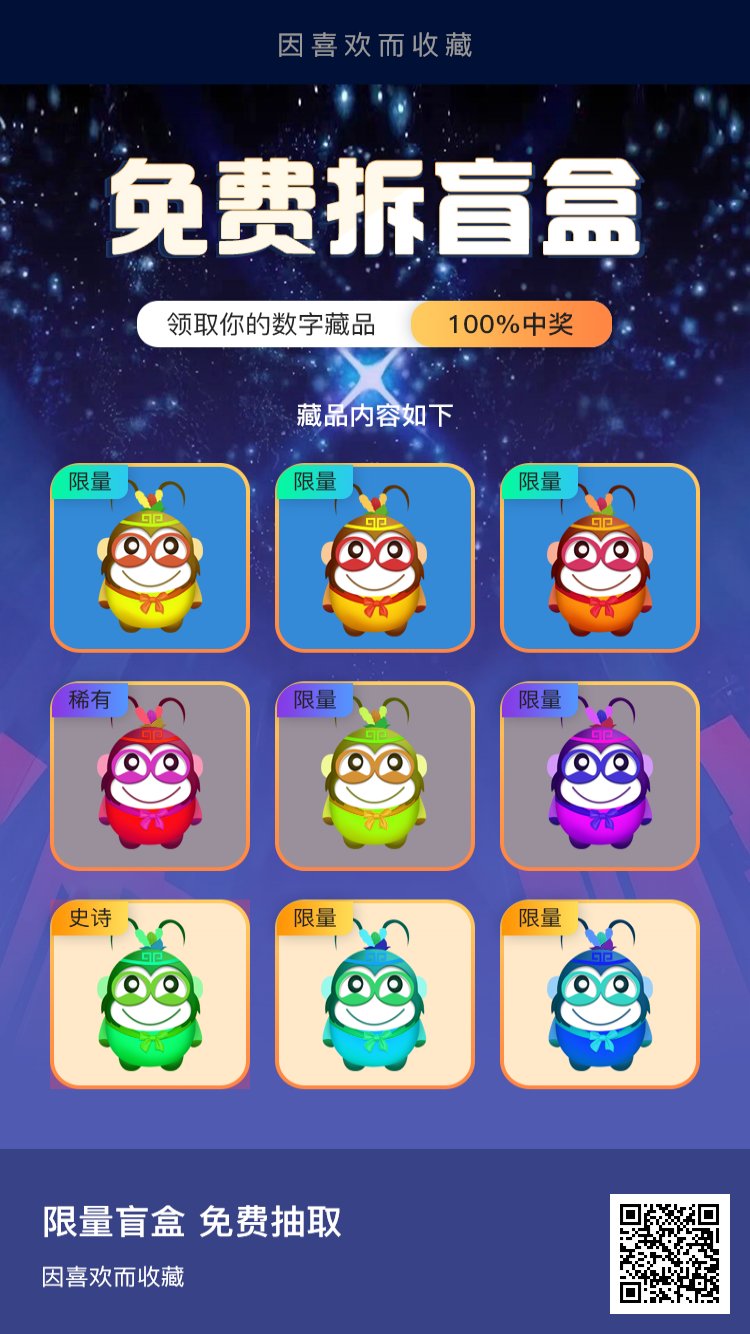 因喜欢而收藏
免费拆盲盒
领取你的数字藏品 100%中奖
藏品内容如下
限量 限量 限量
稀有 限量 限量
史诗 限量 限量
限量盲盒 免费抽取
因喜欢而收藏